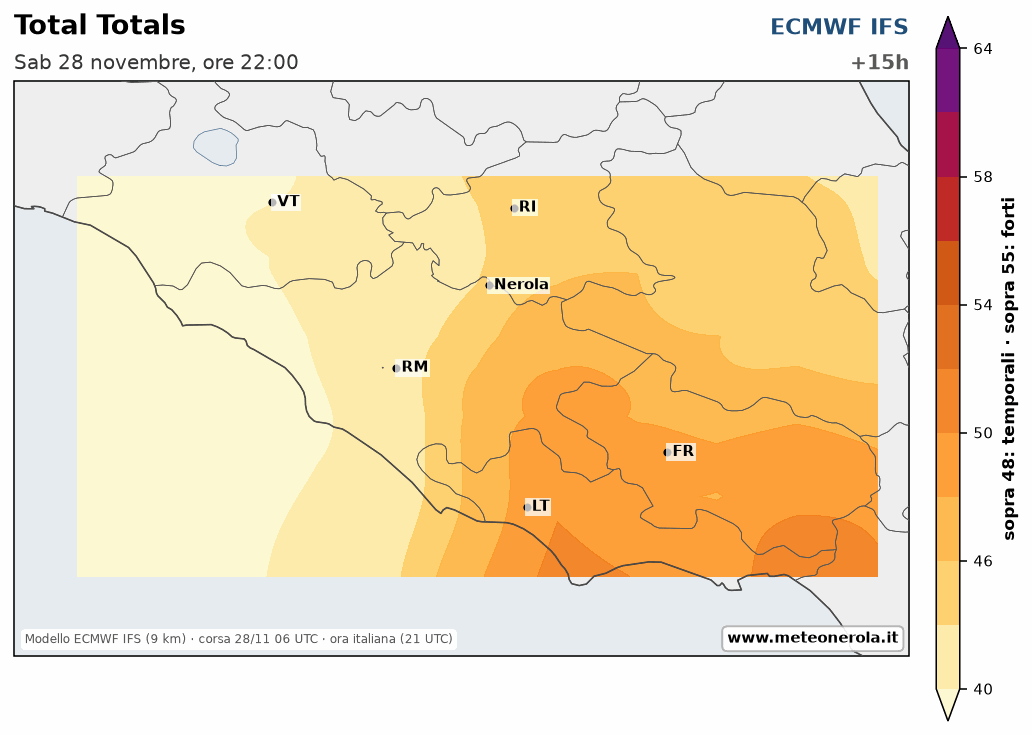 Total Totals
ECMWF IFS
Sab 28 novembre, ore 22:00
+15h
VT
RI
Nerola
RM
FR
LT
64
58
54
50
46
40
sopra 48: temporali · sopra 55: forti
Modello ECMWF IFS (9 km) · corsa 28/11 06 UTC · ora italiana (21 UTC)
www.meteonerola.it